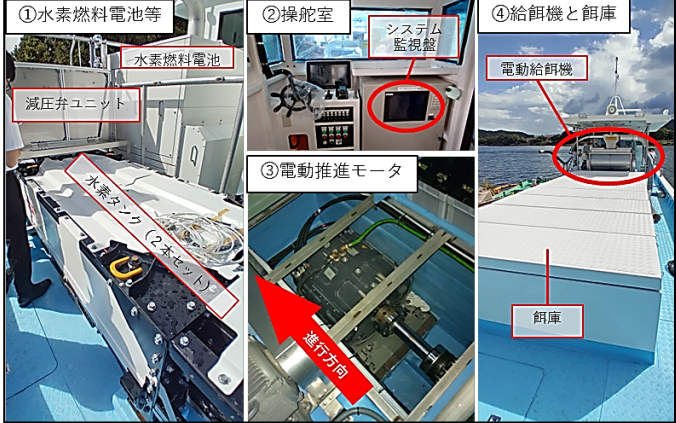 ①水素燃料電池等
水素燃料電池
減圧弁ユニット
水素タンク（２本セット）
②操舵室
システム
監視盤
③電動推進モータ
進行方向
④給餌機と餌庫
電動給餌機
餌庫